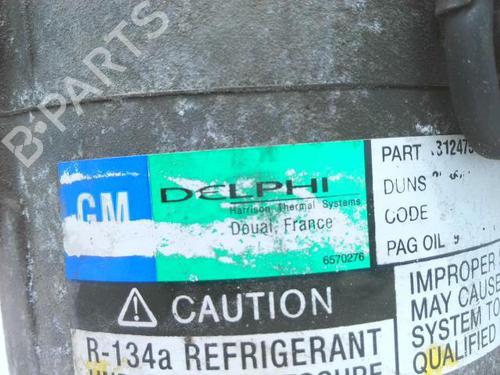 B-PARTS
GM
DELPHI
Harrison Thermal Systems
Douai, France
6570276
PART
DUNS
CODE
PAG OIL
CAUTION
R-134a REFRIGERANT
IMPROPER
MAY CAUSE
SYSTEM TO
QUALIFIED